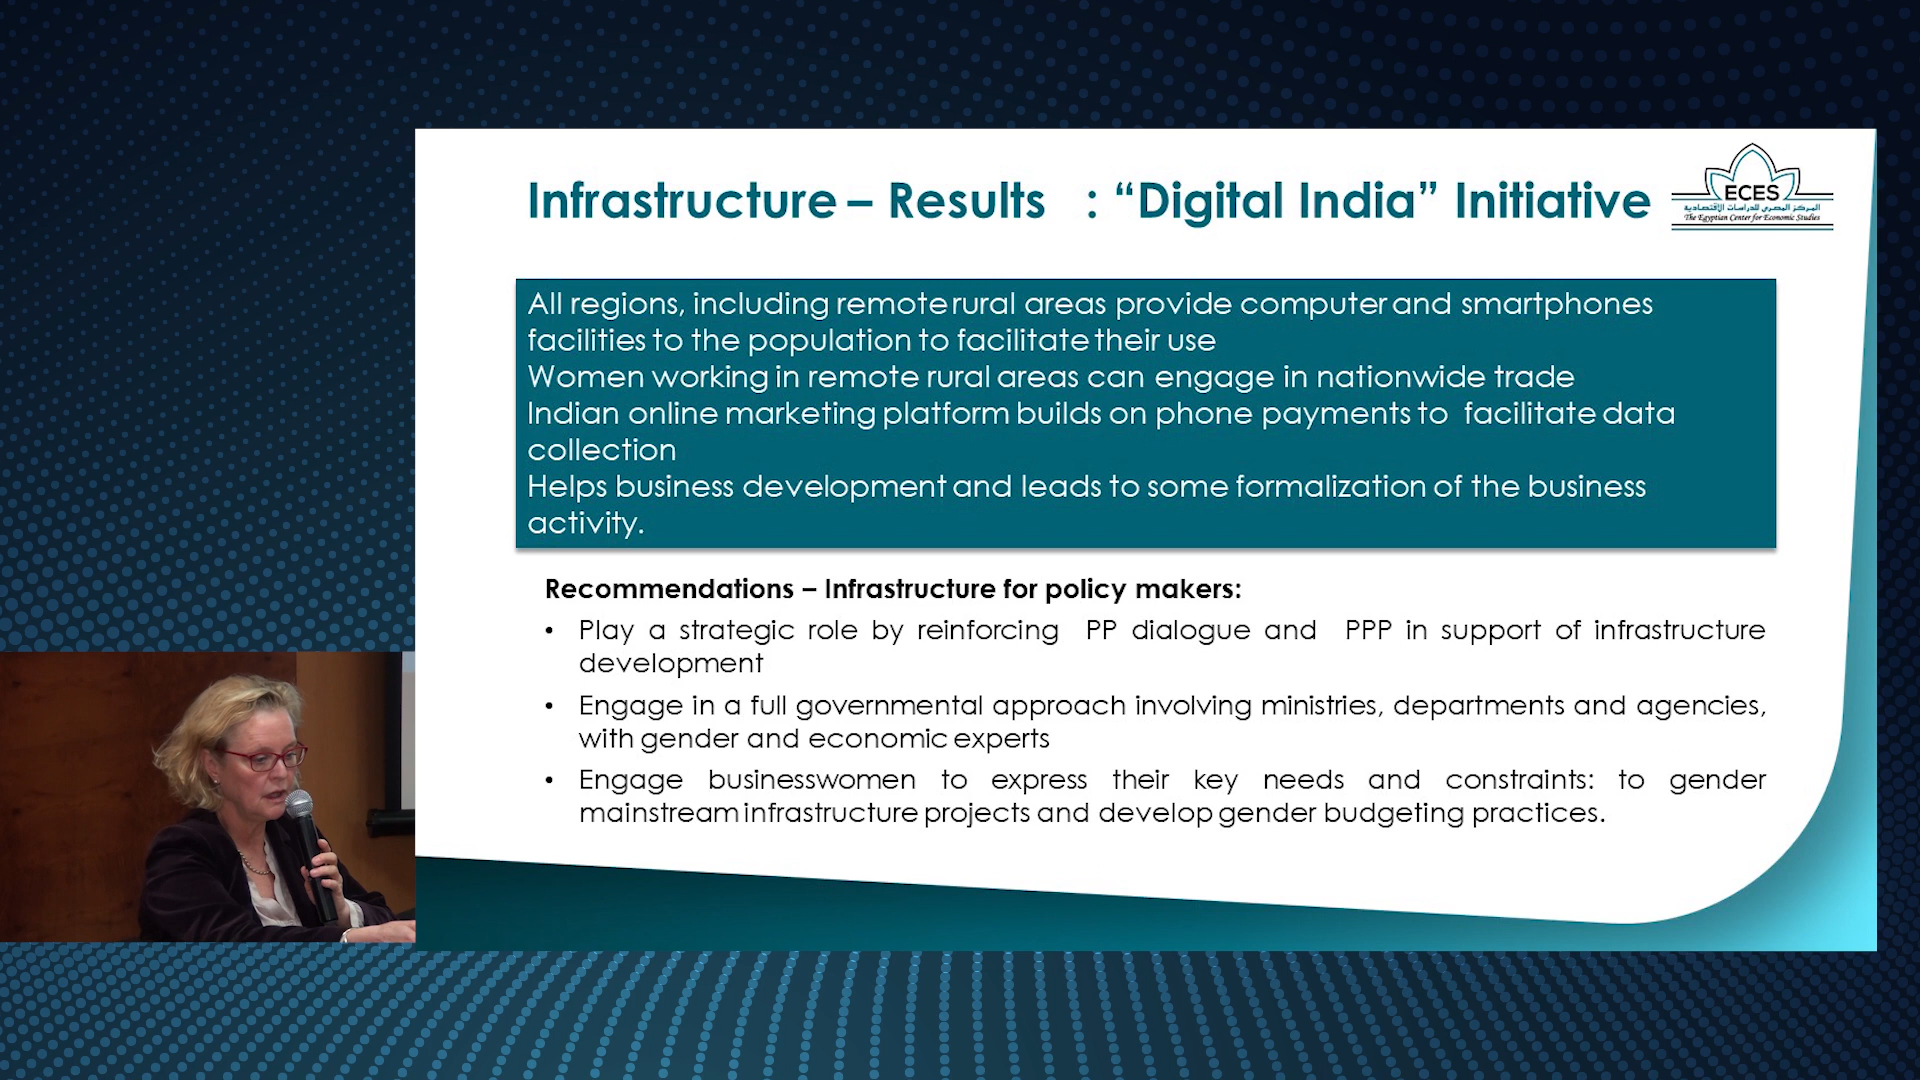 Infrastructure – Results : “Digital India” Initiative
ECES
المركز المصري للدراسات الاقتصادية
The Egyptian Center for Economic Studies
All regions, including remote rural areas provide computer and smartphones
facilities to the population to facilitate their use
Women working in remote rural areas can engage in nationwide trade
Indian online marketing platform builds on phone payments to facilitate data
collection
Helps business development and leads to some formalization of the business
activity.
Recommendations – Infrastructure for policy makers:
• Play a strategic role by reinforcing PP dialogue and PPP in support of infrastructure
development
• Engage in a full governmental approach involving ministries, departments and agencies,
with gender and economic experts
• Engage businesswomen to express their key needs and constraints: to gender
mainstream infrastructure projects and develop gender budgeting practices.